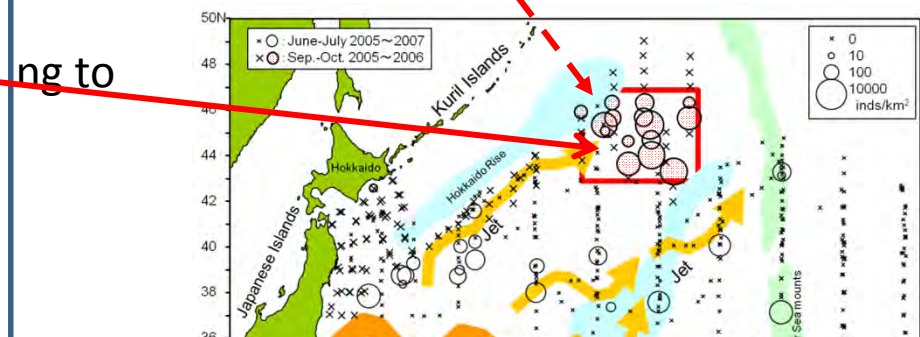 ng to
50N
48
46
44
42
40
38
36
× ○ : June-July 2005～2007
× ○ : Sep.-Oct. 2005～2006
Kuril Islands
Hokkaido
Hokkaido Rise
Japanese Islands
Jet
Jet
Sea mounts
× 0
○ 10
○ 100
○ 10000
inds/km²